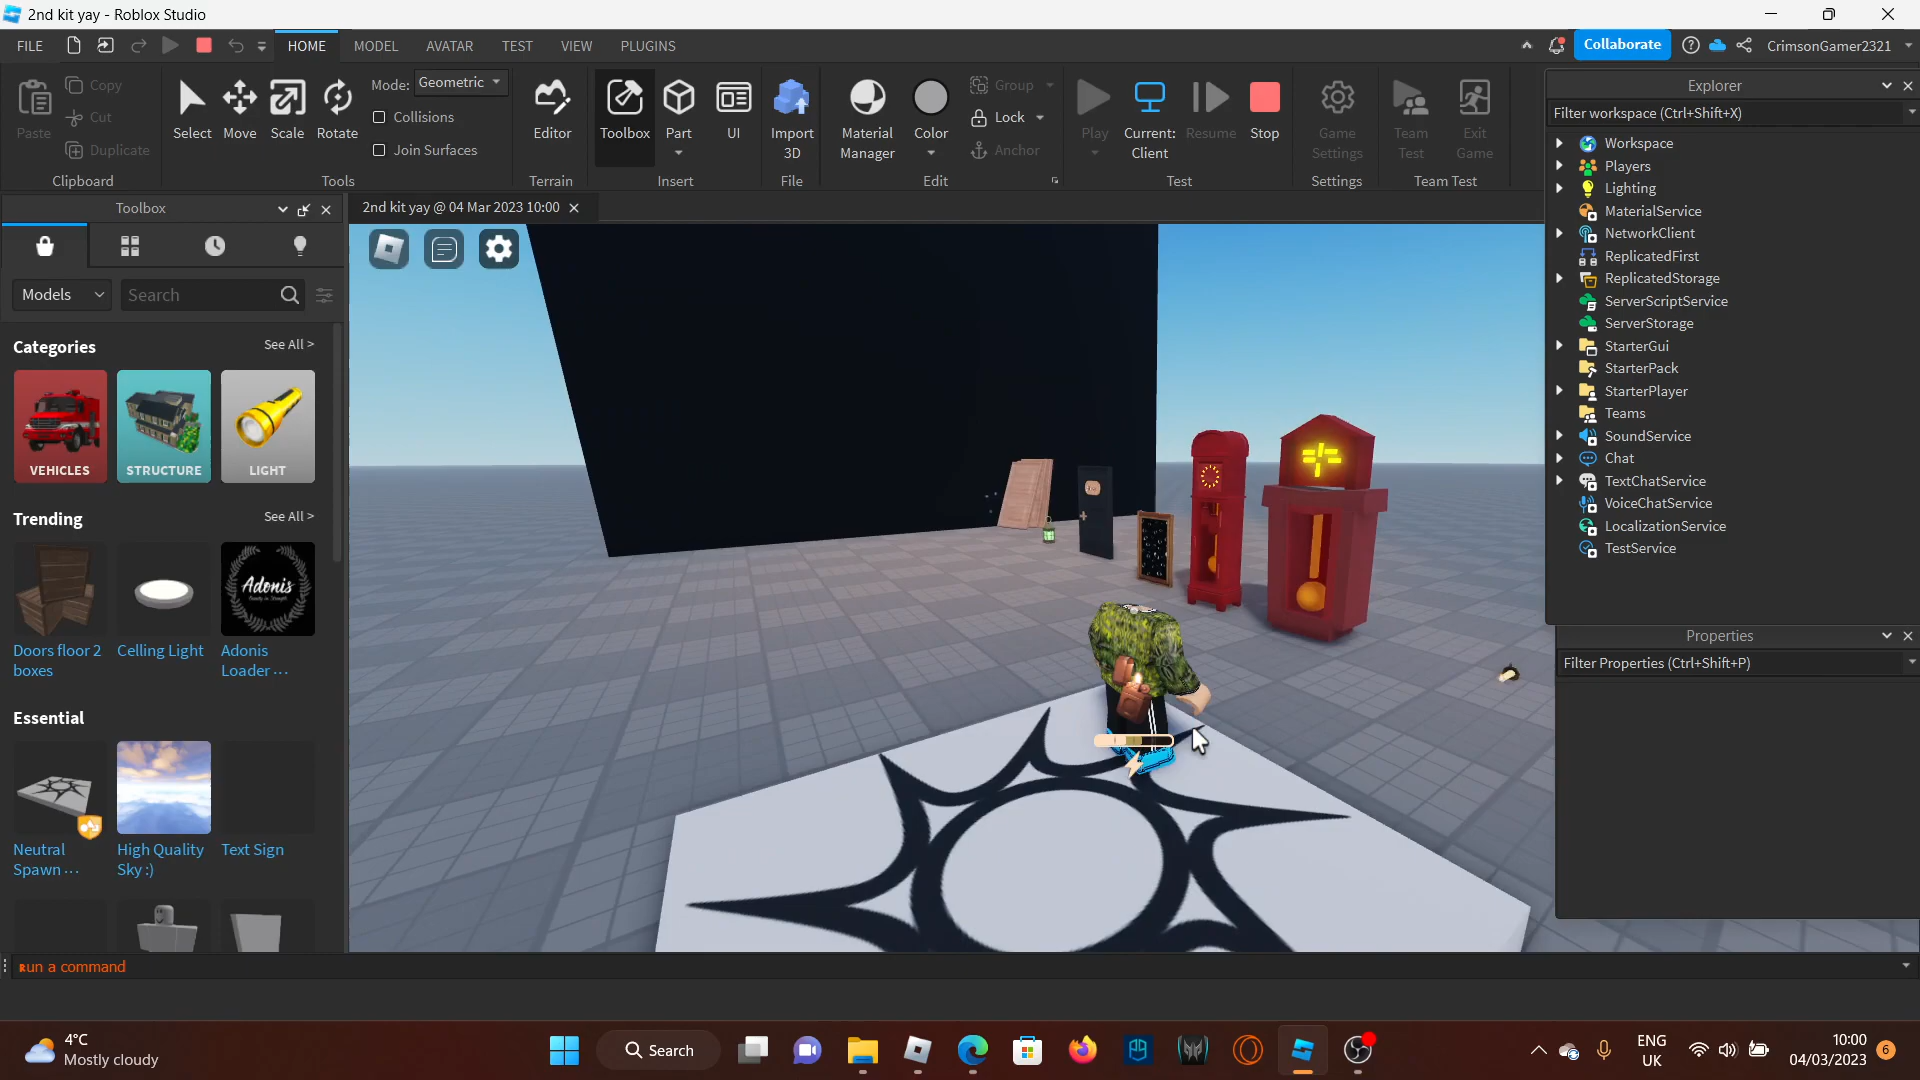 2nd kit yay - Roblox Studio
FILE HOME MODEL AVATAR TEST VIEW PLUGINS Collaborate CrimsonGamer2321
Paste Copy Cut Duplicate
Clipboard
Select Move Scale Rotate
Mode: Geometric
Collisions
Join Surfaces
Tools
Editor
Terrain
Toolbox Part UI
Insert
Import
3D
File
Material
Manager
Color
Group
Lock
Anchor
Edit
Play
Current:
Client
Resume Stop
Test
Game
Settings
Settings
Team
Test
Exit
Game
Team Test
Toolbox
Models Search
Categories See All >
VEHICLES STRUCTURE LIGHT
Trending See All >
Adonis
Doors floor 2
boxes
Celling Light
Adonis
Loader ...
Essential
Neutral
Spawn ...
High Quality
Sky :)
Text Sign
2nd kit yay @ 04 Mar 2023 10:00
Explorer
Filter workspace (Ctrl+Shift+X)
Workspace
Players
Lighting
MaterialService
NetworkClient
ReplicatedFirst
ReplicatedStorage
ServerScriptService
ServerStorage
StarterGui
StarterPack
StarterPlayer
Teams
SoundService
Chat
TextChatService
VoiceChatService
LocalizationService
TestService
Properties
Filter Properties (Ctrl+Shift+P)
Run a command
4°C
Mostly cloudy
Search
ENG
UK
10:00
04/03/2023
6